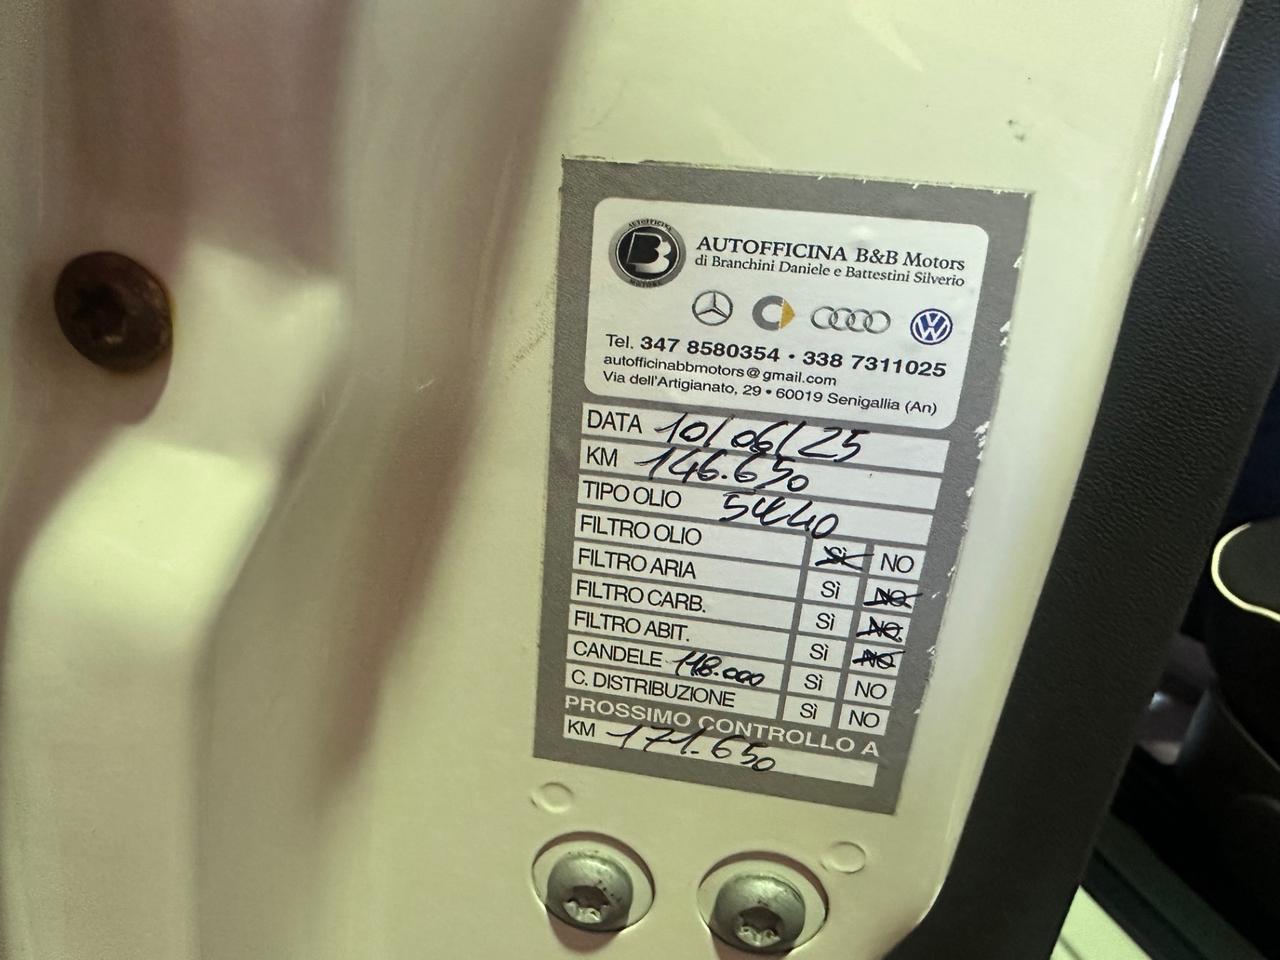 AUTOFFICINA
B
MOTORS
AUTOFFICINA B&B Motors
di Branchini Daniele e Battestini Silverio
Tel. 347 8580354 • 338 7311025
autofficinabbmotors@gmail.com
Via dell'Artigianato, 29 • 60019 Senigallia (An)
DATA 10/06/25
KM 146.650
TIPO OLIO 5W40
FILTRO OLIO Sì NO
FILTRO ARIA Sì NO
FILTRO CARB. Sì NO
FILTRO ABIT. Sì NO
CANDELE 118.000 Sì NO
C. DISTRIBUZIONE Sì NO
PROSSIMO CONTROLLO A
KM 171.650